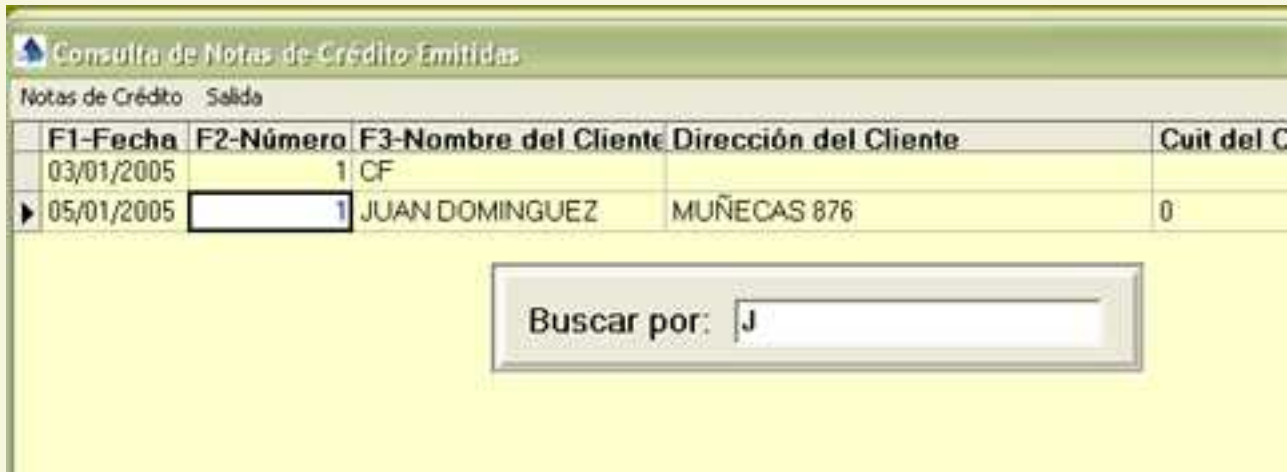 Consulta de Notas de Crédito Emitidas
Notas de Crédito Salida
F1-Fecha F2-Número F3-Nombre del Cliente Dirección del Cliente Cuit del C
03/01/2005 1 CF
05/01/2005 1 JUAN DOMINGUEZ MUÑECAS 876 0
Buscar por: J